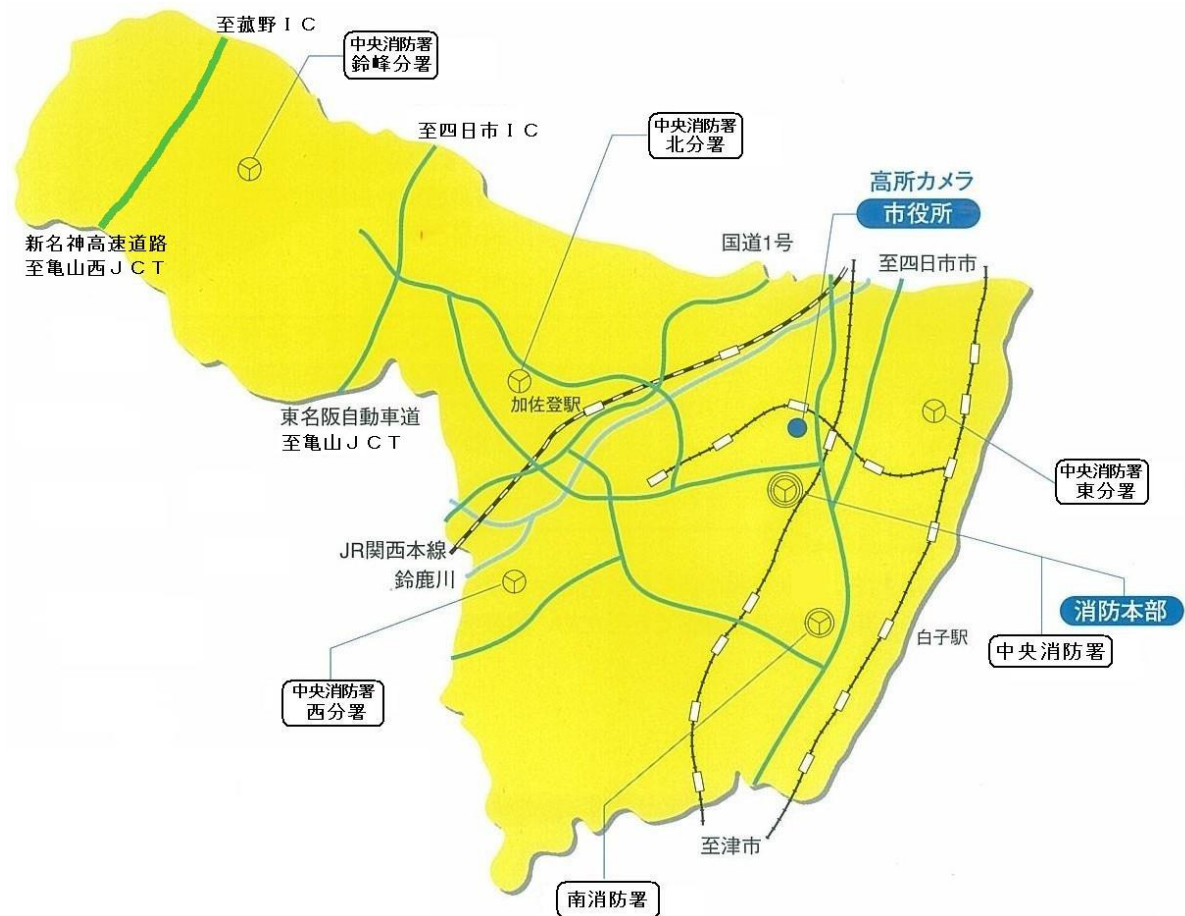 至菰野IC
中央消防署
鈴峰分署
至四日市IC
中央消防署
北分署
高所カメラ
市役所
新名神高速道路
至亀山西JCT
国道1号
至四日市市
加佐登駅
東名阪自動車道
至亀山JCT
中央消防署
東分署
JR関西本線
鈴鹿川
消防本部
白子駅
中央消防署
中央消防署
西分署
至津市
南消防署